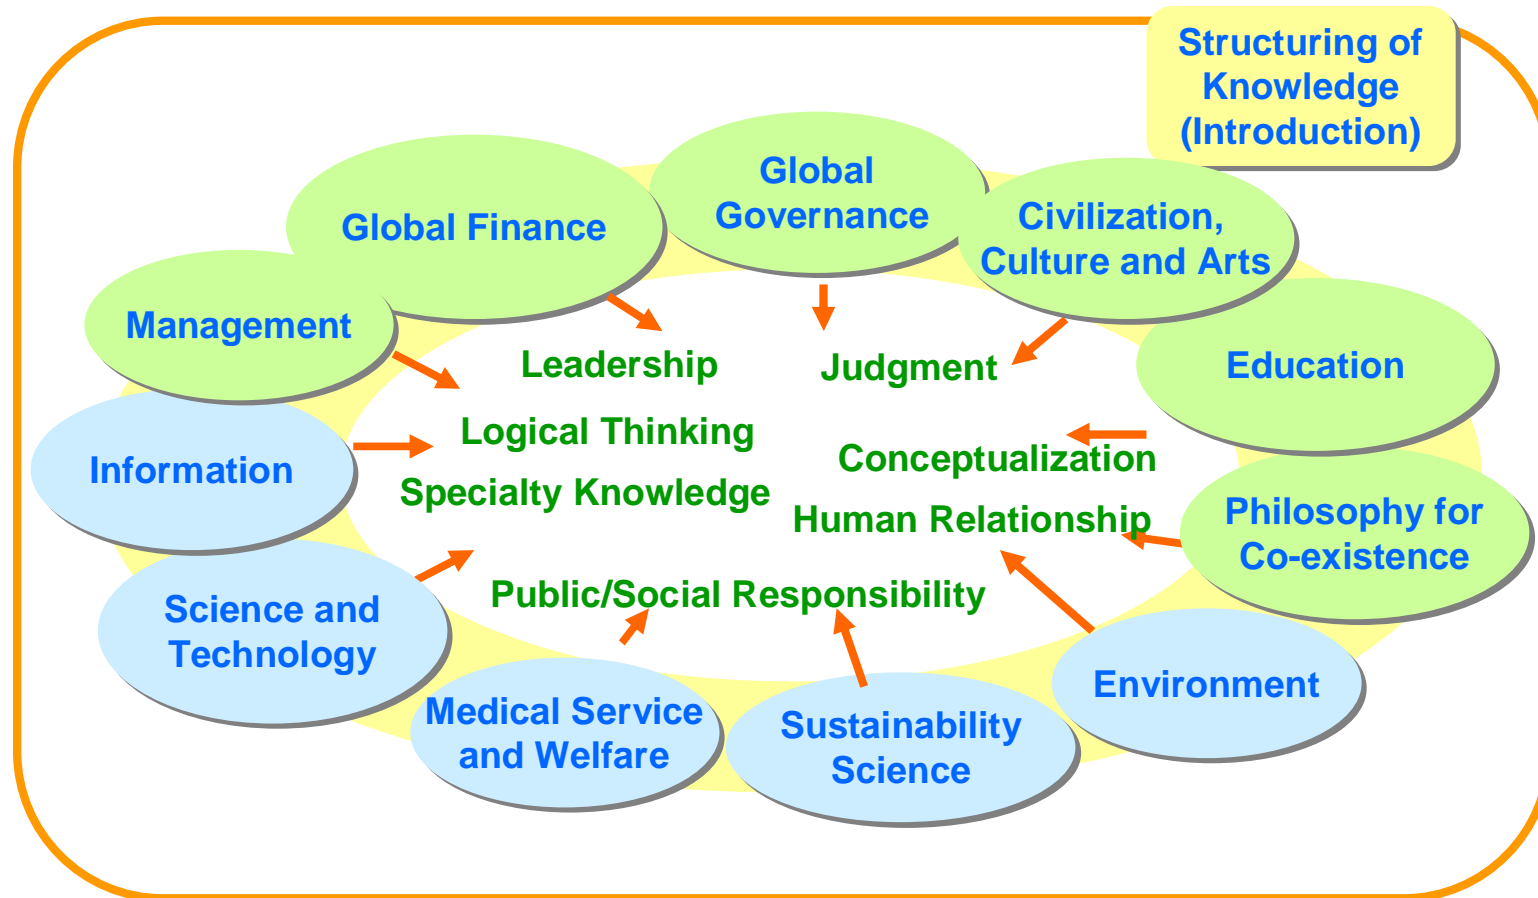 Structuring of
Knowledge
(Introduction)
Global
Governance
Global Finance
Civilization,
Culture and Arts
Management
Education
Leadership
Judgment
Logical Thinking
Conceptualization
Information
Specialty Knowledge
Human Relationship
Philosophy for
Co-existence
Public/Social Responsibility
Science and
Technology
Environment
Medical Service
and Welfare
Sustainability
Science